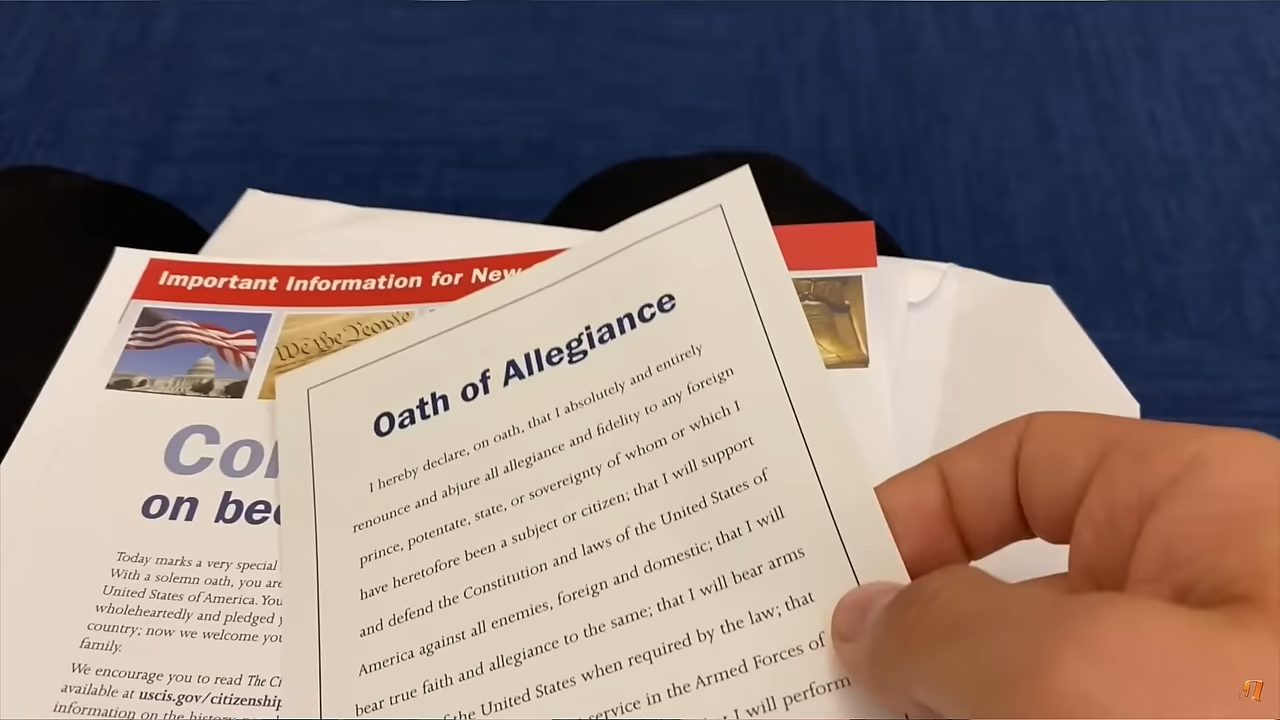 Important Information for New
We the People
Oath of Allegiance
I hereby declare, on oath, that I absolutely and entirely
renounce and abjure all allegiance and fidelity to any foreign
prince, potentate, state, or sovereignty of whom or which I
have heretofore been a subject or citizen; that I will support
and defend the Constitution and laws of the United States of
America against all enemies, foreign and domestic; that I will
bear true faith and allegiance to the same; that I will bear arms
the United States when required by the law; that
service in the Armed Forces of
I will perform
Con
on bec
Today marks a very special
With a solemn oath, you are
United States of America. You
wholeheartedly and pledged
country; now we welcome you
family.
We encourage you to read The Ci
available at uscis.gov/citizenship
information on the history